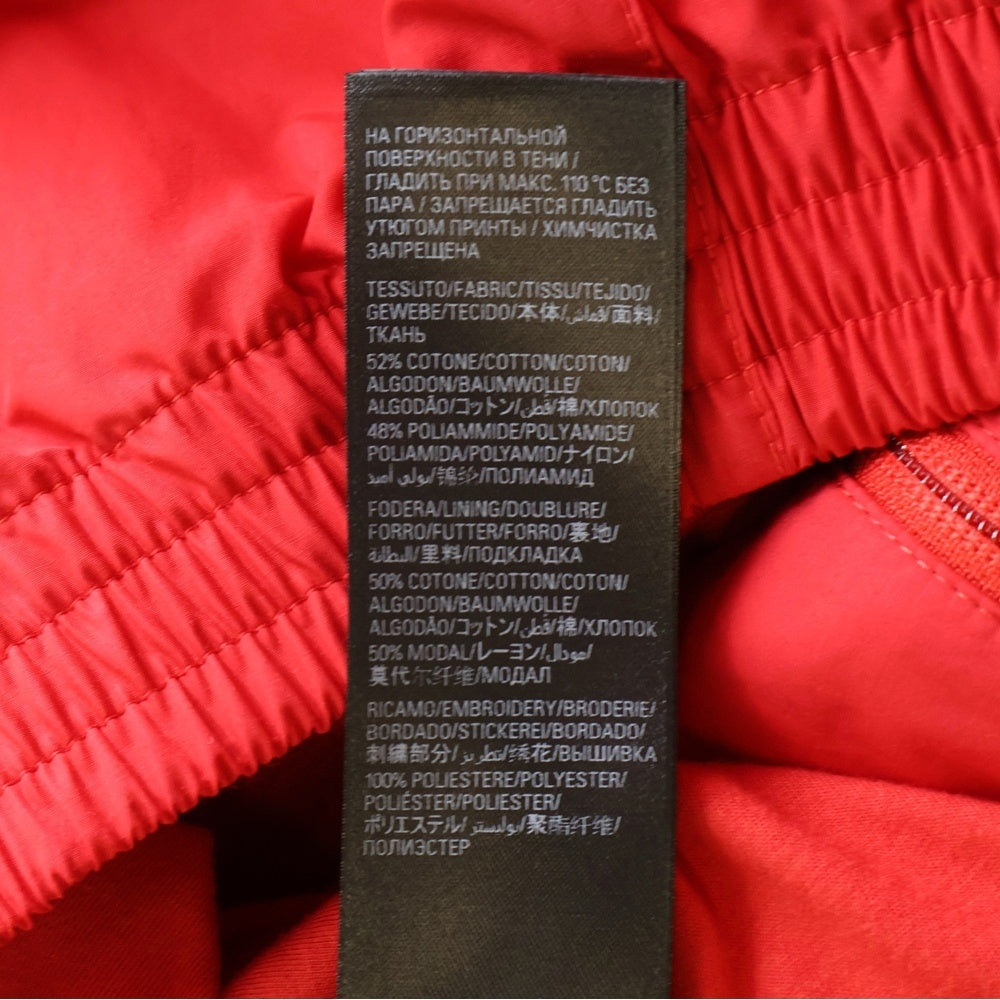 НА ГОРИЗОНТАЛЬНОЙ
ПОВЕРХНОСТИ В ТЕНИ /
ГЛАДИТЬ ПРИ МАКС. 110 °C БЕЗ
ПАРА / ЗАПРЕЩАЕТСЯ ГЛАДИТЬ
УТЮГОМ ПРИНТЫ / ХИМЧИСТКА
ЗАПРЕЩЕНА
TESSUTO/FABRIC/TISSU/TEJIDO/
GEWEBE/TECIDO/本体/قماش/面料/
ТКАНЬ
52% COTONE/COTTON/COTON/
ALGODON/BAUMWOLLE/
ALGODÂO/コットン/قطن/棉/ХЛОПОК
48% POLIAMMIDE/POLYAMIDE/
POLIAMIDA/POLYAMID/ナイロン/
بولي أميد/锦纶/ПОЛИАМИД
FODERA/LINING/DOUBLURE/
FORRO/FUTTER/FORRO/裏地/
البطانة/里料/ПОДКЛАДКА
50% COTONE/COTTON/COTON/
ALGODON/BAUMWOLLE/
ALGODÂO/コットン/قطن/棉/ХЛОПОК
50% MODAL/レーヨン/مودال/
莫代尔纤维/МОДАЛ
RICAMO/EMBROIDERY/BRODERIE/
BORDADO/STICKEREI/BORDADO/
刺繍部分/تطريز/绣花/ВЫШИВКА
100% POLIESTERE/POLYESTER/
POLIÉSTER/POLIESTER/
ポリエステル/بوليستر/聚酯纤维/
ПОЛИЭСТЕР